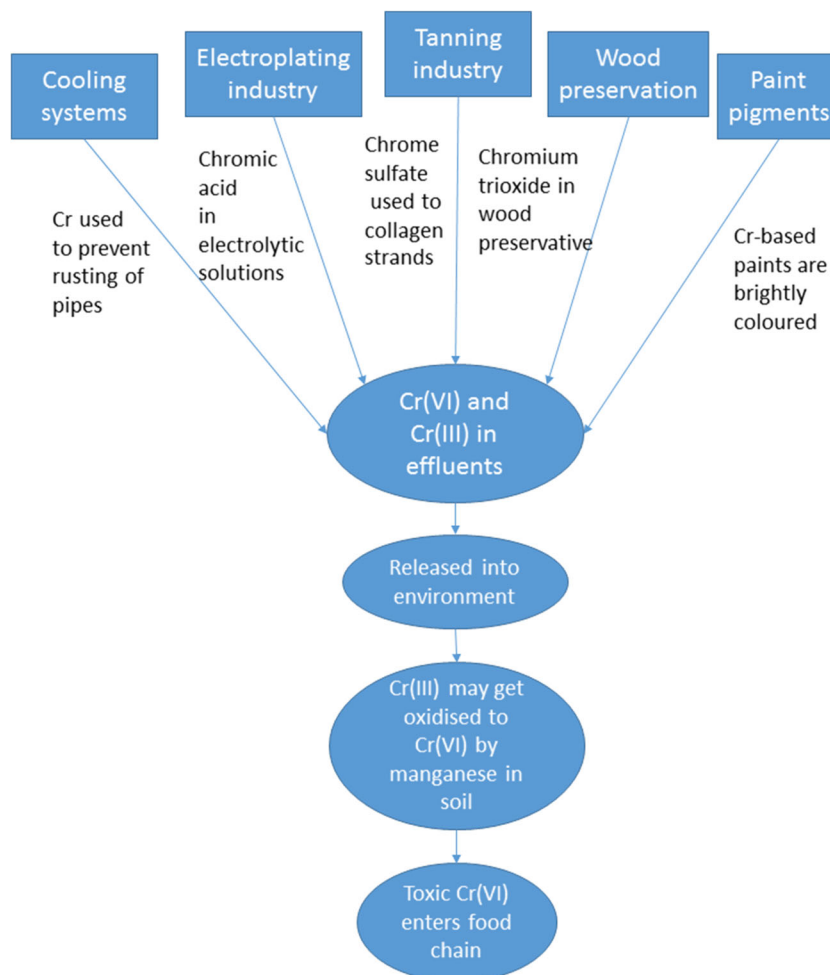 Cooling
systems
Electroplating
industry
Tanning
industry
Wood
preservation
Paint
pigments
Cr used
to prevent
rusting of
pipes
Chromic
acid
in
electrolytic
solutions
Chrome
sulfate
used to
collagen
strands
Chromium
trioxide in
wood
preservative
Cr-based
paints are
brightly
coloured
Cr(VI) and
Cr(III) in
effluents
Released into
environment
Cr(III) may get
oxidised to
Cr(VI) by
manganese in
soil
Toxic Cr(VI)
enters food
chain